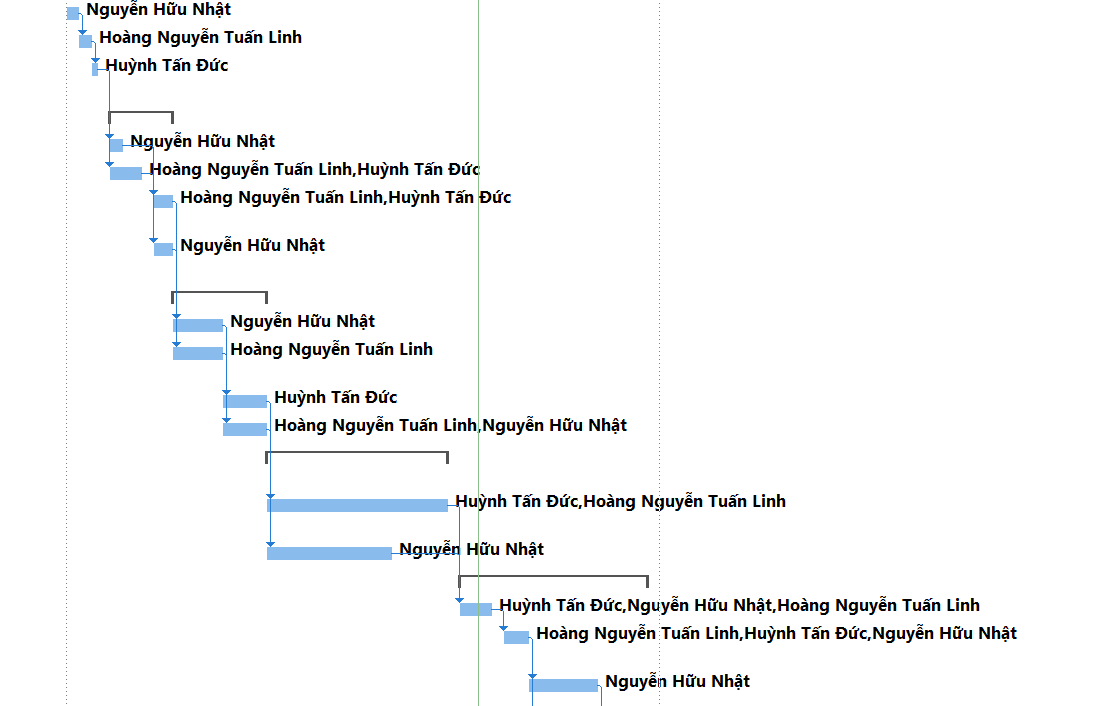 Nguyễn Hữu Nhật
Hoàng Nguyễn Tuấn Linh
Huỳnh Tấn Đức
Nguyễn Hữu Nhật
Hoàng Nguyễn Tuấn Linh,Huỳnh Tấn Đức
Hoàng Nguyễn Tuấn Linh,Huỳnh Tấn Đức
Nguyễn Hữu Nhật
Nguyễn Hữu Nhật
Hoàng Nguyễn Tuấn Linh
Huỳnh Tấn Đức
Hoàng Nguyễn Tuấn Linh,Nguyễn Hữu Nhật
Huỳnh Tấn Đức,Hoàng Nguyễn Tuấn Linh
Nguyễn Hữu Nhật
Huỳnh Tấn Đức,Nguyễn Hữu Nhật,Hoàng Nguyễn Tuấn Linh
Hoàng Nguyễn Tuấn Linh,Huỳnh Tấn Đức,Nguyễn Hữu Nhật
Nguyễn Hữu Nhật